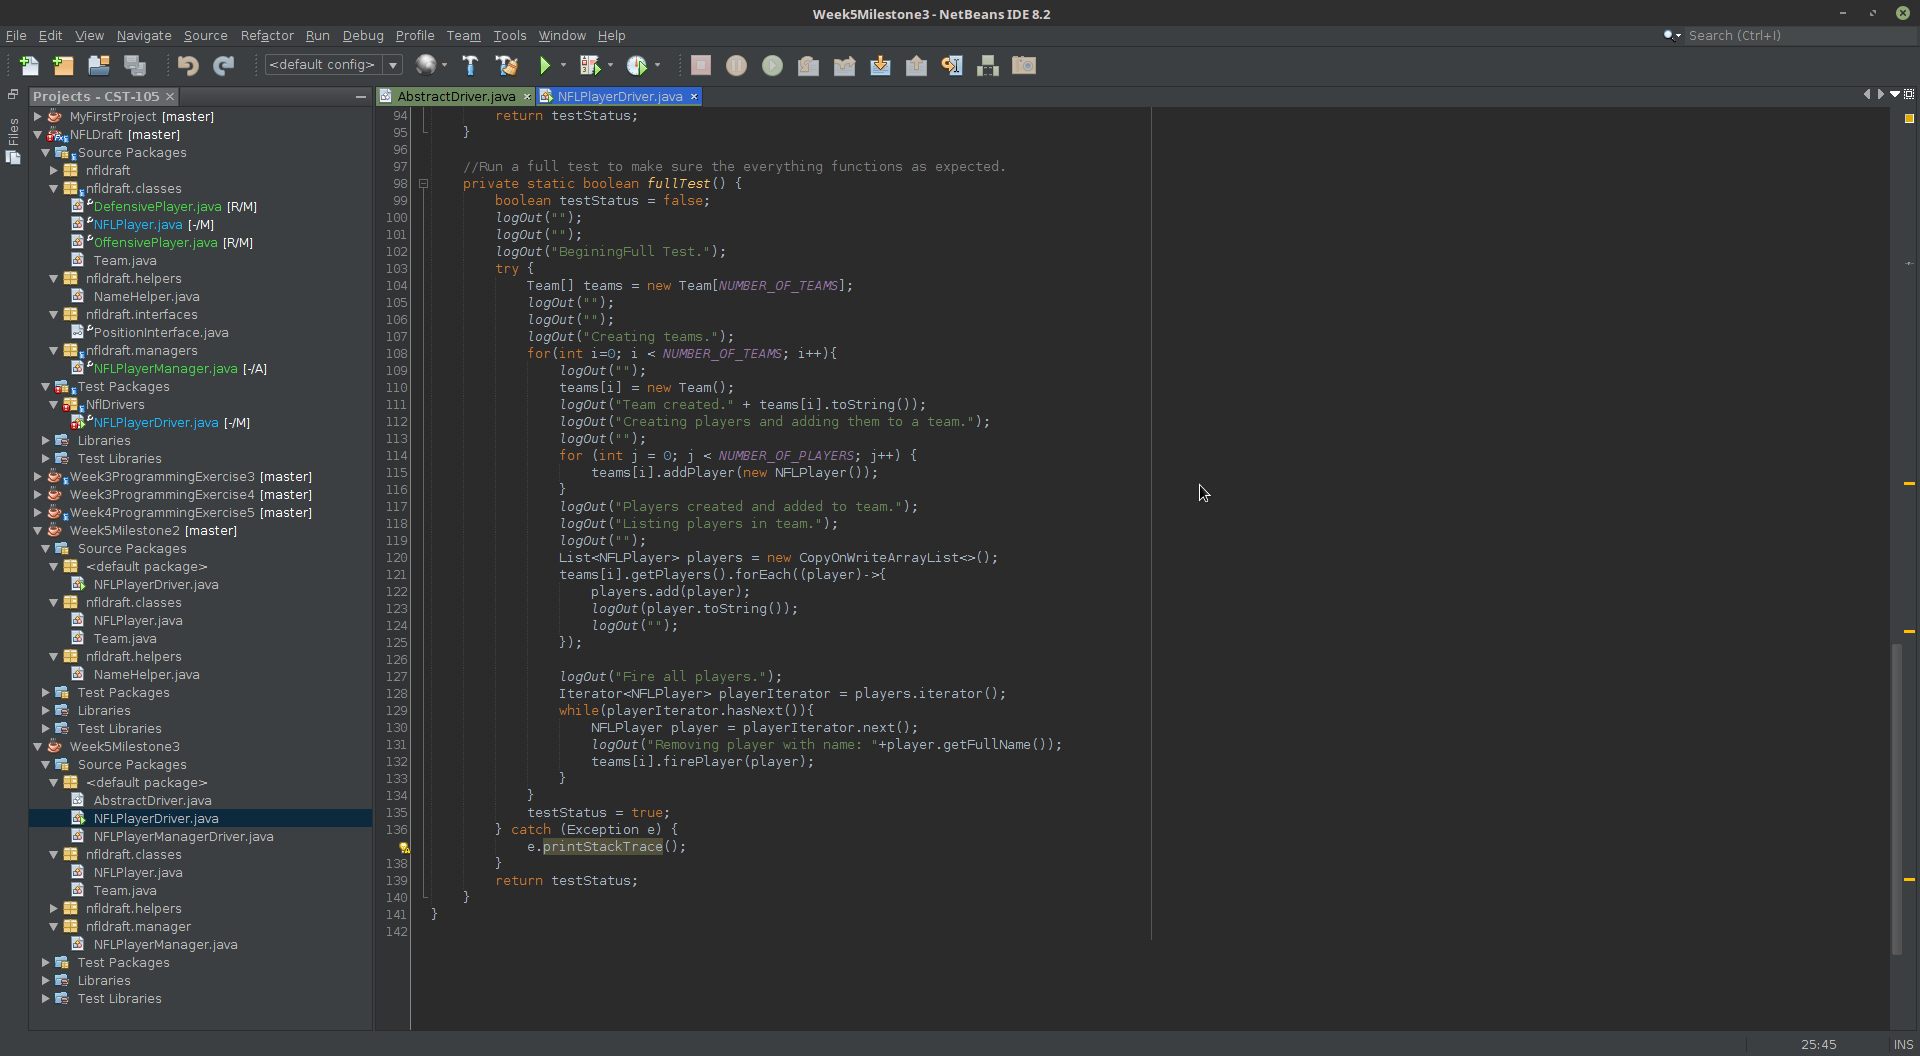 Week5Milestone3 - NetBeans IDE 8.2
File Edit View Navigate Source Refactor Run Debug Profile Team Tools Window Help
Search (Ctrl+I)
<default config>
Projects - CST-105
Files
MyFirstProject [master]
NFLDraft [master]
Source Packages
nfldraft
nfldraft.classes
DefensivePlayer.java [R/M]
NFLPlayer.java [-/M]
OffensivePlayer.java [R/M]
Team.java
nfldraft.helpers
NameHelper.java
nfldraft.interfaces
PositionInterface.java
nfldraft.managers
NFLPlayerManager.java [-/A]
Test Packages
NflDrivers
NFLPlayerDriver.java [-/M]
Libraries
Test Libraries
Week3ProgrammingExercise3 [master]
Week3ProgrammingExercise4 [master]
Week4ProgrammingExercise5 [master]
Week5Milestone2 [master]
Source Packages
<default package>
NFLPlayerDriver.java
nfldraft.classes
NFLPlayer.java
Team.java
nfldraft.helpers
NameHelper.java
Test Packages
Libraries
Test Libraries
Week5Milestone3
Source Packages
<default package>
AbstractDriver.java
NFLPlayerDriver.java
NFLPlayerManagerDriver.java
nfldraft.classes
NFLPlayer.java
Team.java
nfldraft.helpers
nfldraft.manager
NFLPlayerManager.java
Test Packages
Libraries
Test Libraries
AbstractDriver.java NFLPlayerDriver.java
94 return testStatus;
95 }
96
97 //Run a full test to make sure the everything functions as expected.
98 private static boolean fullTest() {
99 boolean testStatus = false;
100 logOut("");
101 logOut("");
102 logOut("BeginingFull Test.");
103 try {
104 Team[] teams = new Team[NUMBER_OF_TEAMS];
105 logOut("");
106 logOut("");
107 logOut("Creating teams.");
108 for(int i=0; i < NUMBER_OF_TEAMS; i++){
109 logOut("");
110 teams[i] = new Team();
111 logOut("Team created." + teams[i].toString());
112 logOut("Creating players and adding them to a team.");
113 logOut("");
114 for (int j = 0; j < NUMBER_OF_PLAYERS; j++) {
115 teams[i].addPlayer(new NFLPlayer());
116 }
117 logOut("Players created and added to team.");
118 logOut("Listing players in team.");
119 logOut("");
120 List<NFLPlayer> players = new CopyOnWriteArrayList<>();
121 teams[i].getPlayers().forEach((player)->{
122 players.add(player);
123 logOut(player.toString());
124 logOut("");
125 });
126
127 logOut("Fire all players.");
128 Iterator<NFLPlayer> playerIterator = players.iterator();
129 while(playerIterator.hasNext()){
130 NFLPlayer player = playerIterator.next();
131 logOut("Removing player with name: "+player.getFullName());
132 teams[i].firePlayer(player);
133 }
134 }
135 testStatus = true;
136 } catch (Exception e) {
e.printStackTrace();
138 }
139 return testStatus;
140 }
141 }
142
25:45 INS